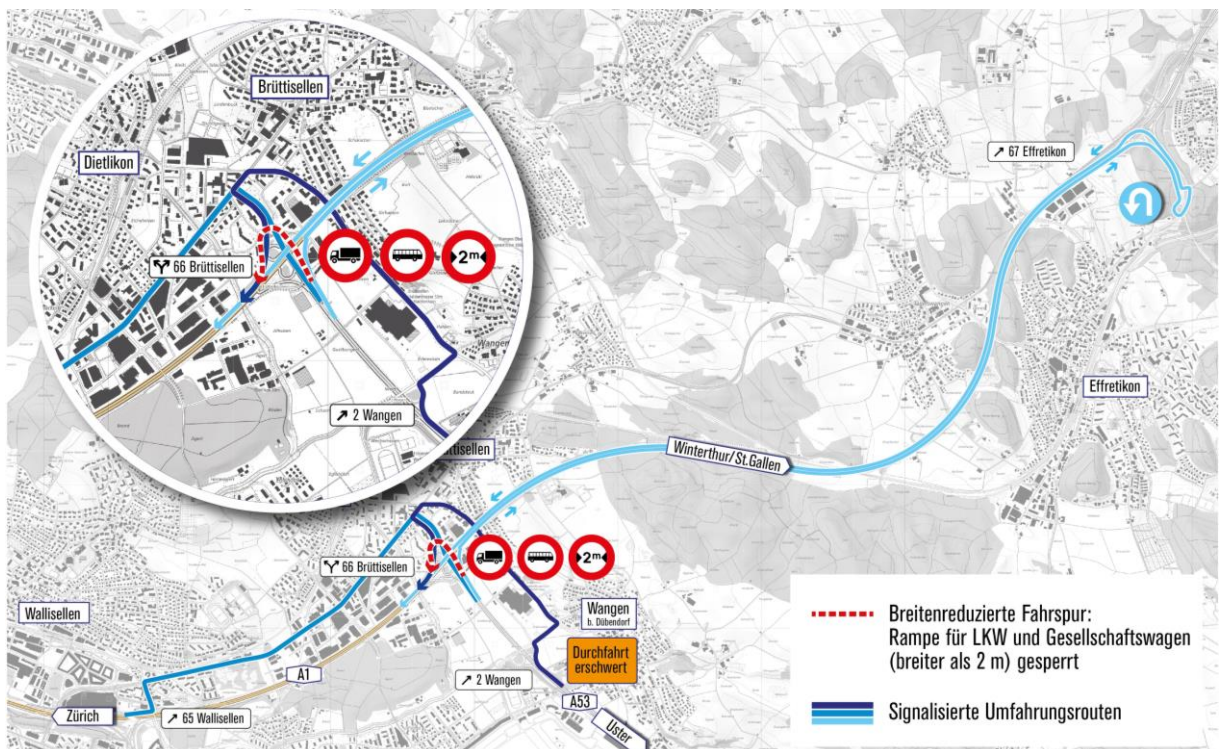 Brüttisellen
Dietlikon
66 Brüttisellen
2m
Wangen
2 Wangen
67 Effretikon
Effretikon
Winterthur/St.Gallen
66 Brüttisellen
2m
Wallisellen
Wangen
b. Dübendorf
Durchfahrt
erschwert
A1
2 Wangen
A53
Uster
Zürich
65 Wallisellen
Breitenreduzierte Fahrspur:
Rampe für LKW und Gesellschaftswagen
(breiter als 2 m) gesperrt
Signalisierte Umfahrungsrouten